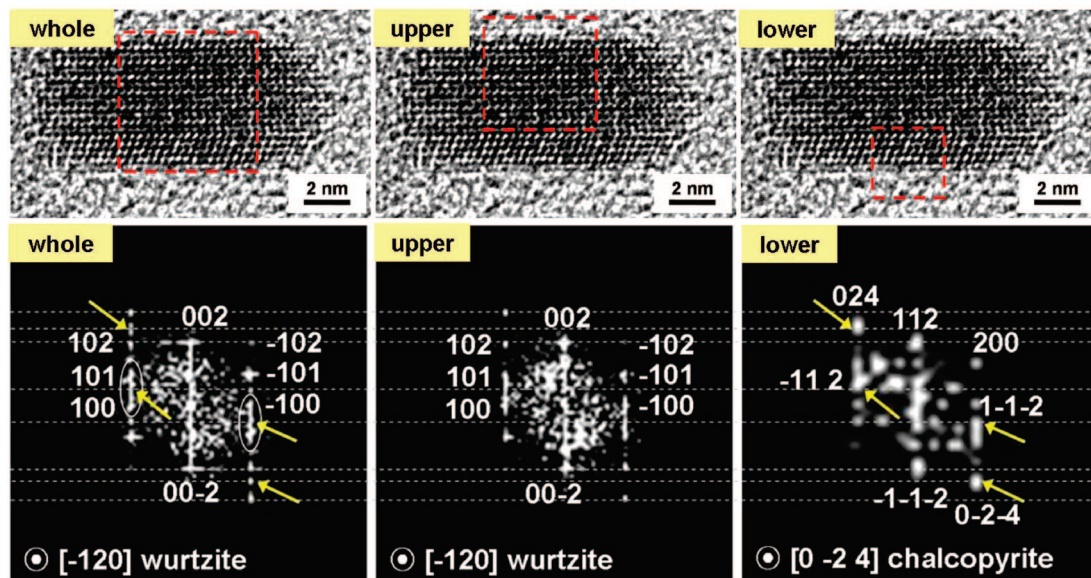 whole
2 nm
upper
2 nm
lower
2 nm
whole
002
102
-102
101
-101
100
-100
00-2
[-120] wurtzite
upper
002
102
-102
101
-101
100
-100
00-2
[-120] wurtzite
lower
024
112
200
-11 2
1-1-2
-1-1-2
0-2-4
[0 -2 4] chalcopyrite